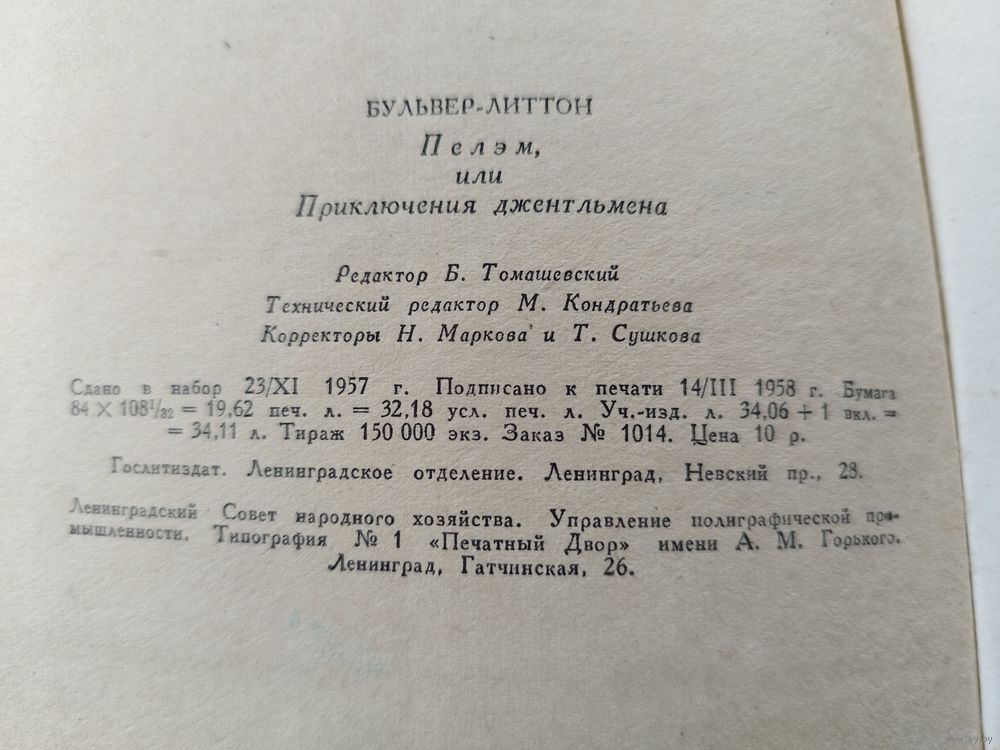 БУЛЬВЕР-ЛИТТОН
Пелэм,
или
Приключения джентльмена
Редактор Б. Томашевский
Технический редактор М. Кондратьева
Корректоры Н. Маркова и Т. Сушкова
Сдано в набор 23/XI 1957 г. Подписано к печати 14/III 1958 г. Бумага
84 × 108¹/₃₂ = 19,62 печ. л. = 32,18 усл. печ. л. Уч.-изд. л. 34,06 + 1 вкл. =
= 34,11 л. Тираж 150 000 экз. Заказ № 1014. Цена 10 р.
Гослитиздат. Ленинградское отделение. Ленинград, Невский пр., 28.
Ленинградский Совет народного хозяйства. Управление полиграфической про-
мышленности. Типография № 1 «Печатный Двор» имени А. М. Горького.
Ленинград, Гатчинская, 26.
www.ay.by